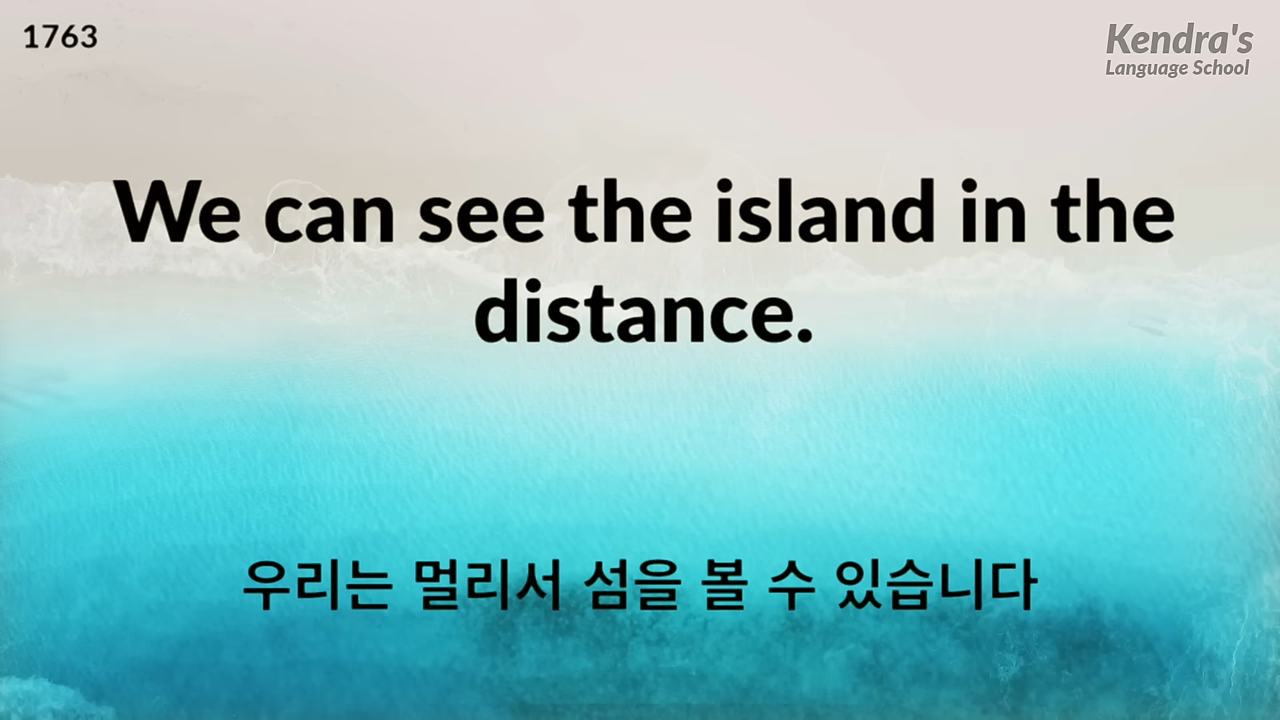 1763
Kendra's
Language School
We can see the island in the
distance.
우리는 멀리서 섬을 볼 수 있습니다